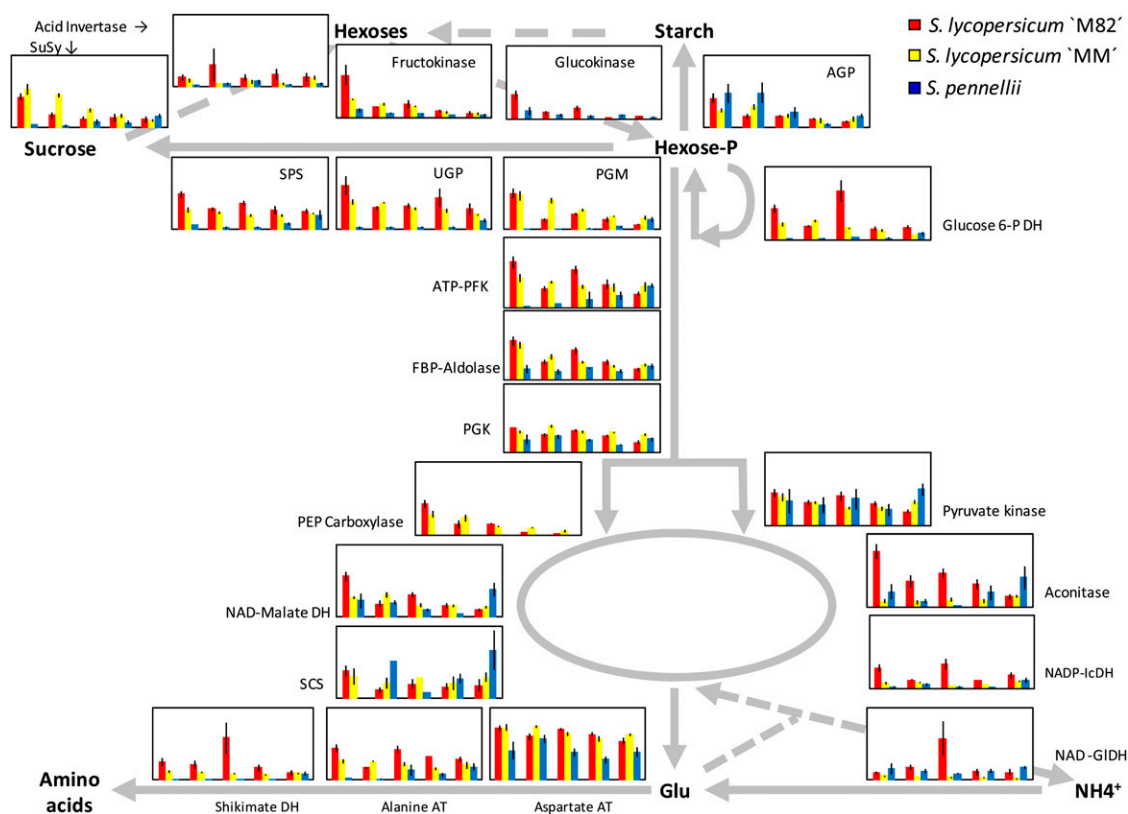 Acid Invertase →
SuSy ↓
Hexoses
Starch
S. lycopersicum `M82´
S. lycopersicum `MM´
S. pennellii
Fructokinase
Glucokinase
AGP
Sucrose
Hexose-P
SPS
UGP
PGM
Glucose 6-P DH
ATP-PFK
FBP-Aldolase
PGK
PEP Carboxylase
Pyruvate kinase
NAD-Malate DH
Aconitase
SCS
NADP-IcDH
NAD -GlDH
Amino
acids
Shikimate DH
Alanine AT
Aspartate AT
Glu
NH4⁺